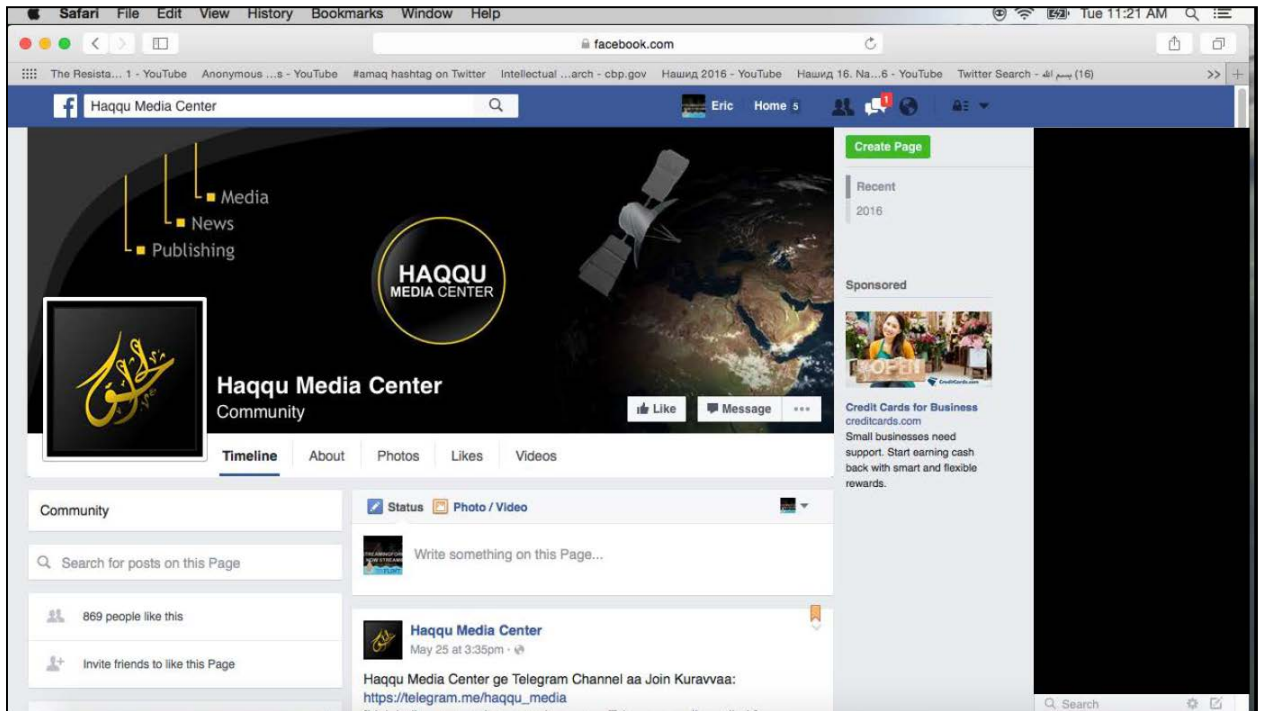 Safari File Edit View History Bookmarks Window Help Tue 11:21 AM
facebook.com
The Resista... 1 - YouTube Anonymous ...s - YouTube #amaq hashtag on Twitter Intellectual ...arch - cbp.gov Нашид 2016 - YouTube Нашид 16. Na...6 - YouTube Twitter Search - بسم الله (16) >> +
Haqqu Media Center
Eric Home 5
1
Create Page
Recent
2016
Media
News
Publishing
HAQQU
MEDIA CENTER
Haqqu Media Center
Community
Like Message
Sponsored
OPEN
CreditCards.com
Credit Cards for Business
creditcards.com
Small businesses need
support. Start earning cash
back with smart and flexible
rewards.
Timeline About Photos Likes Videos
Community
Search for posts on this Page
869 people like this
Invite friends to like this Page
Status Photo / Video
Write something on this Page...
Haqqu Media Center
May 25 at 3:35pm ·
Haqqu Media Center ge Telegram Channel aa Join Kuravvaa:
https://telegram.me/haqqu_media
Search